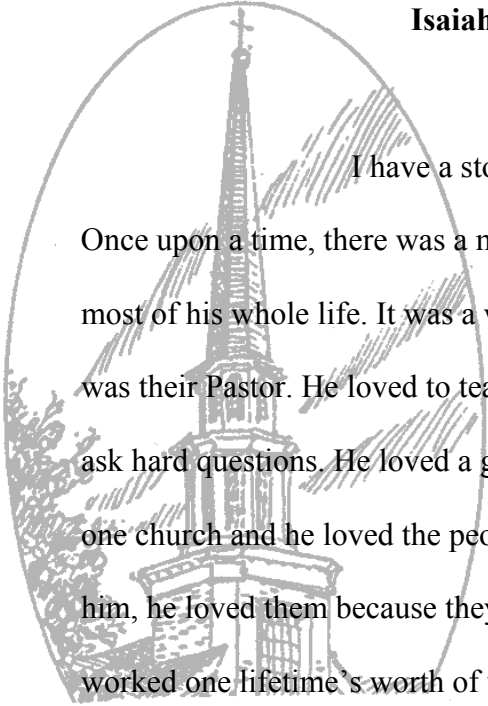 Isaiah
I have a sto
Once upon a time, there was a n
most of his whole life. It was a v
was their Pastor. He loved to tea
ask hard questions. He loved a g
one church and he loved the peo
him, he loved them because they
worked one lifetime’s worth of